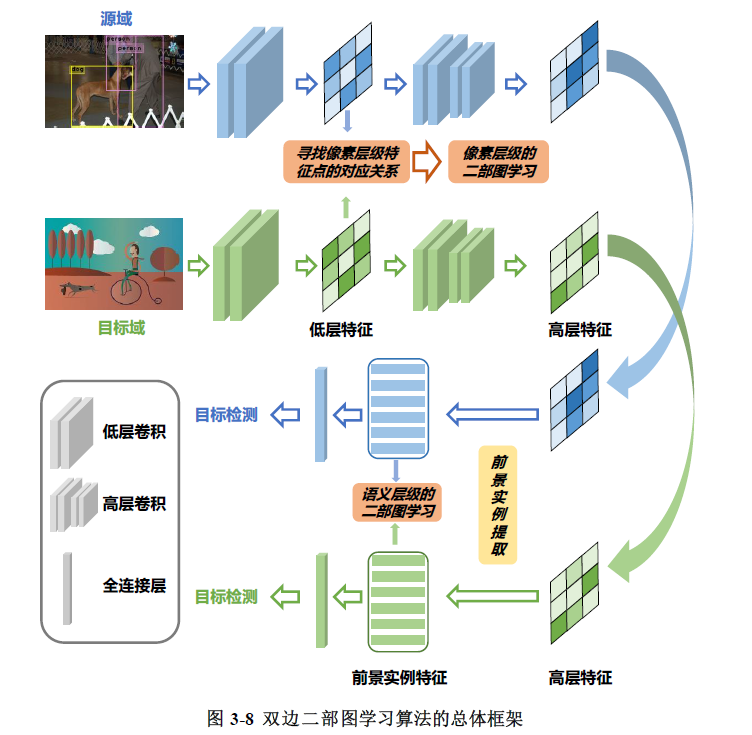 源域
person
person
dog
寻找像素层级特
征点的对应关系
像素层级的
二部图学习
目标域
低层特征
高层特征
低层卷积
高层卷积
全连接层
目标检测
前景实例提取
语义层级的
二部图学习
目标检测
前景实例特征
高层特征
图 3-8 双边二部图学习算法的总体框架